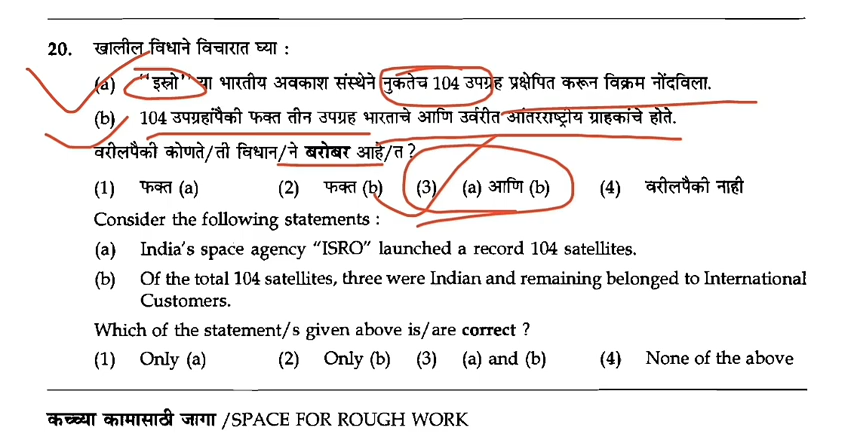 20. खालील विधाने विचारात घ्या :
(a) "इस्रो" या भारतीय अवकाश संस्थेने नुकतेच 104 उपग्रह प्रक्षेपित करून विक्रम नोंदविला.
(b) 104 उपग्रहांपैकी फक्त तीन उपग्रह भारताचे आणि उर्वरीत आंतरराष्ट्रीय ग्राहकांचे होते.
वरीलपैकी कोणते/ती विधान/ने बरोबर आहे/त ?
(1) फक्त (a) (2) फक्त (b) (3) (a) आणि (b) (4) वरीलपैकी नाही
Consider the following statements :
(a) India's space agency "ISRO" launched a record 104 satellites.
(b) Of the total 104 satellites, three were Indian and remaining belonged to International
Customers.
Which of the statement/s given above is/are correct ?
(1) Only (a) (2) Only (b) (3) (a) and (b) (4) None of the above
कच्च्या कामासाठी जागा /SPACE FOR ROUGH WORK